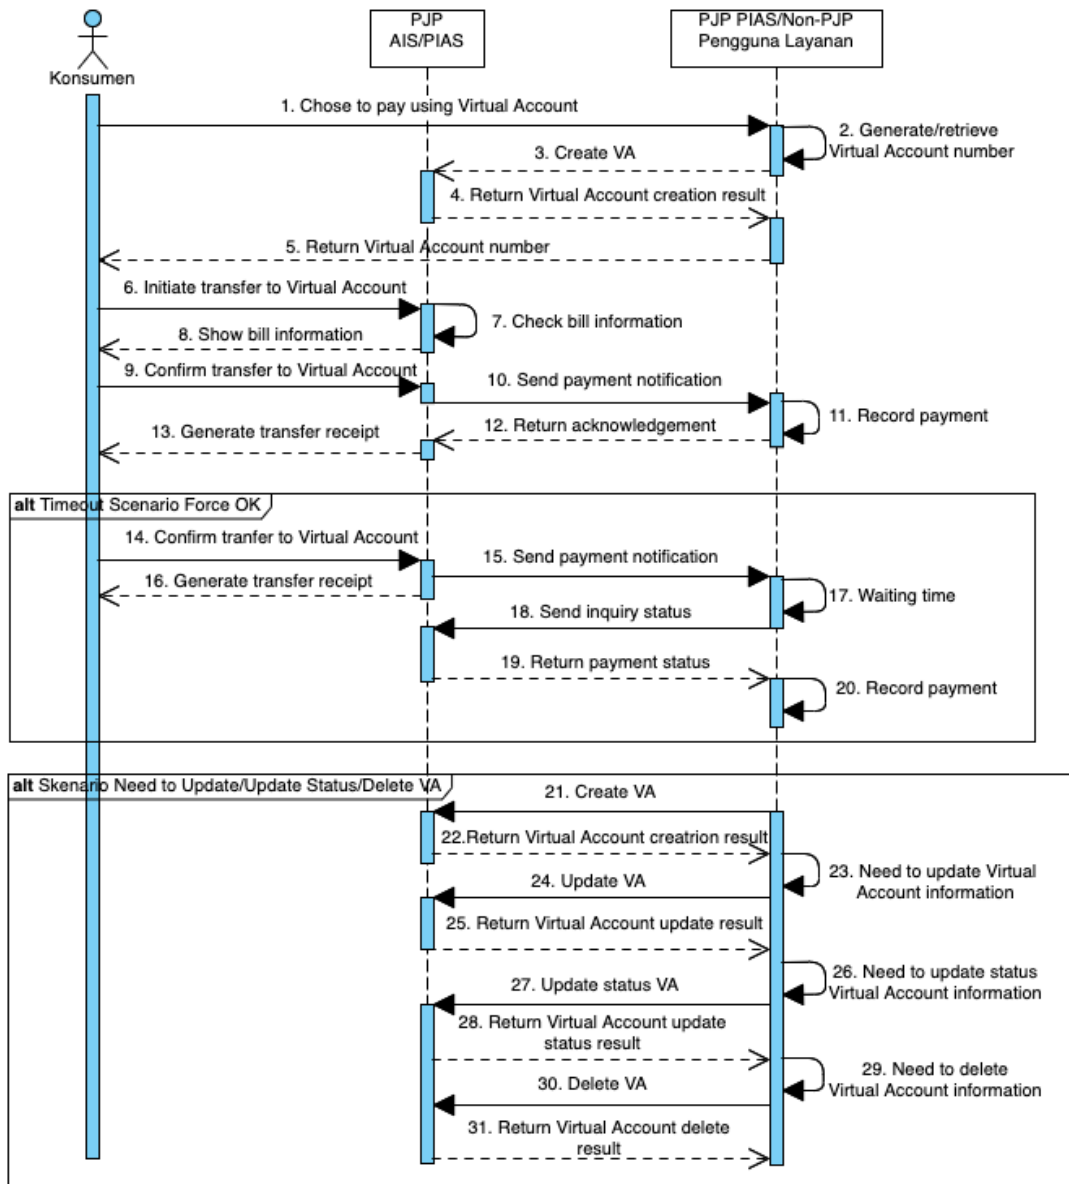 PJP
AIS/PIAS
PJP PIAS/Non-PJP
Pengguna Layanan
Konsumen
1. Chose to pay using Virtual Account
2. Generate/retrieve
Virtual Account number
3. Create VA
4. Return Virtual Account creation result
5. Return Virtual Account number
6. Initiate transfer to Virtual Account
7. Check bill information
8. Show bill information
9. Confirm transfer to Virtual Account
10. Send payment notification
11. Record payment
12. Return acknowledgement
13. Generate transfer receipt
alt Timeout Scenario Force OK
14. Confirm tranfer to Virtual Account
15. Send payment notification
16. Generate transfer receipt
17. Waiting time
18. Send inquiry status
19. Return payment status
20. Record payment
alt Skenario Need to Update/Update Status/Delete VA
21. Create VA
22.Return Virtual Account creatrion result
23. Need to update Virtual
Account information
24. Update VA
25. Return Virtual Account update result
26. Need to update status
Virtual Account information
27. Update status VA
28. Return Virtual Account update
status result
29. Need to delete
Virtual Account information
30. Delete VA
31. Return Virtual Account delete
result